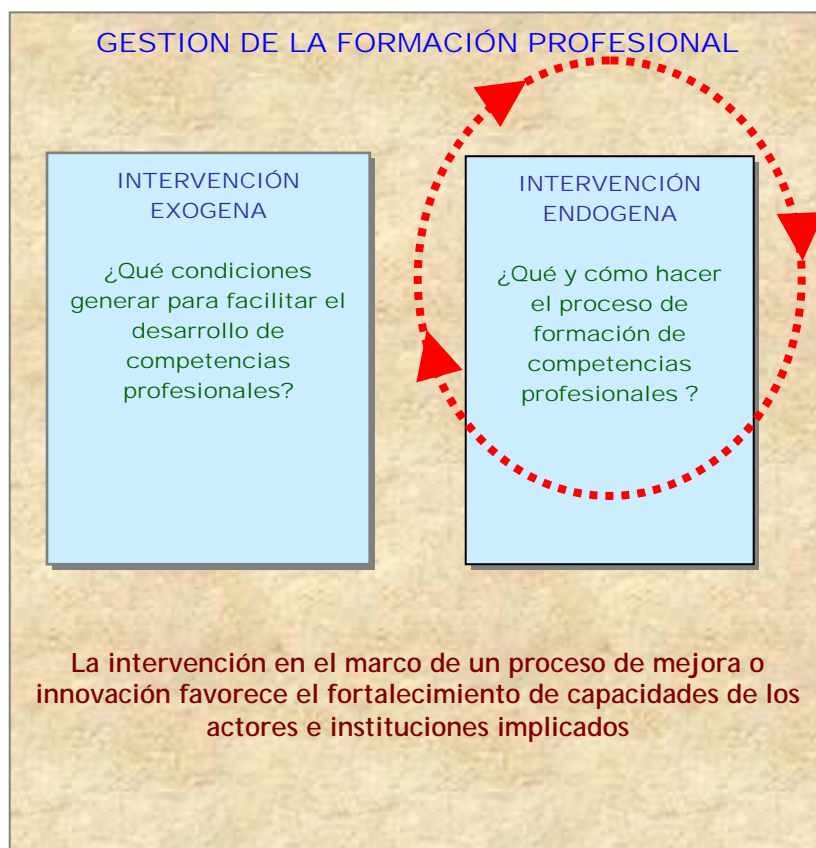 GESTION DE LA FORMACIÓN PROFESIONAL
INTERVENCIÓN
EXOGENA
¿Qué condiciones
generar para facilitar el
desarrollo de
competencias
profesionales?
INTERVENCIÓN
ENDOGENA
¿Qué y cómo hacer
el proceso de
formación de
competencias
profesionales ?
La intervención en el marco de un proceso de mejora o
innovación favorece el fortalecimiento de capacidades de los
actores e instituciones implicados